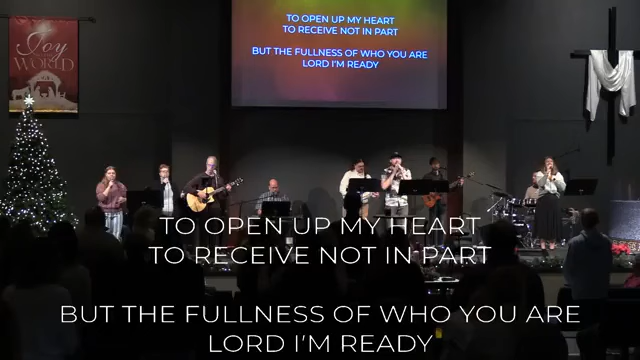 TO OPEN UP MY HEART
TO RECEIVE NOT IN PART
BUT THE FULLNESS OF WHO YOU ARE
LORD I'M READY
Joy
TO THE
WORLD
TO OPEN UP MY HEART
TO RECEIVE NOT IN PART
BUT THE FULLNESS OF WHO YOU ARE
LORD I'M READY